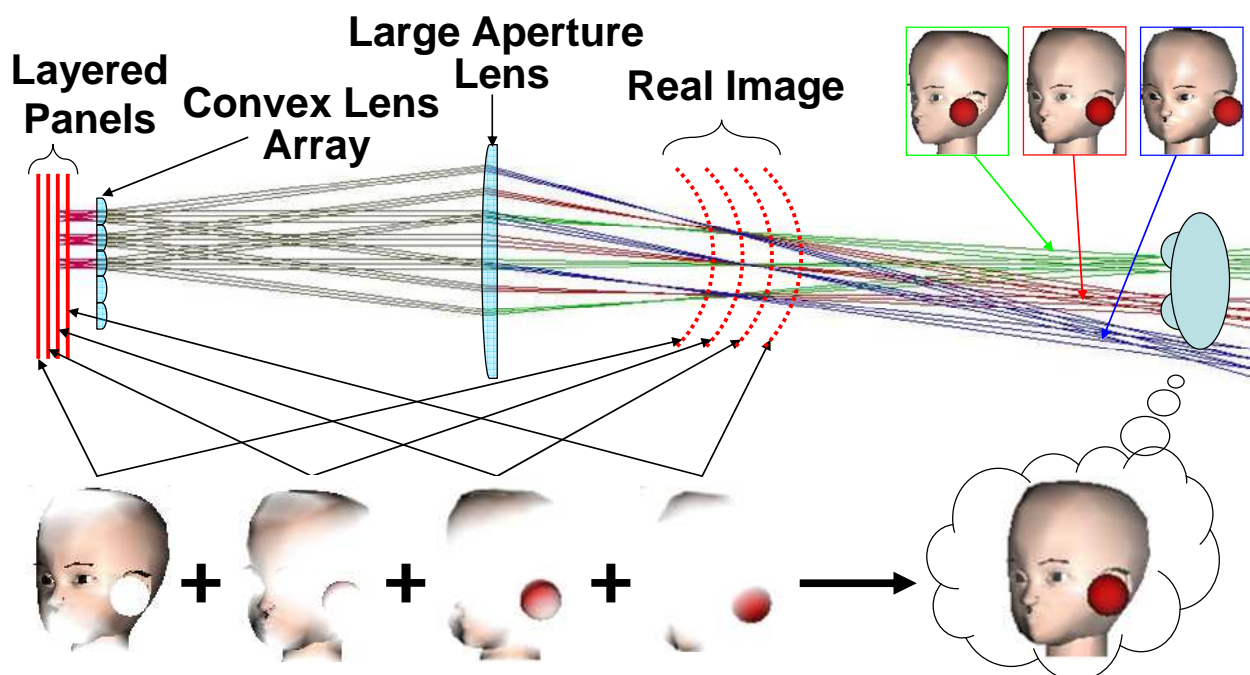 Large Aperture
Lens
Layered
Panels
Convex Lens
Array
Real Image
+ + +